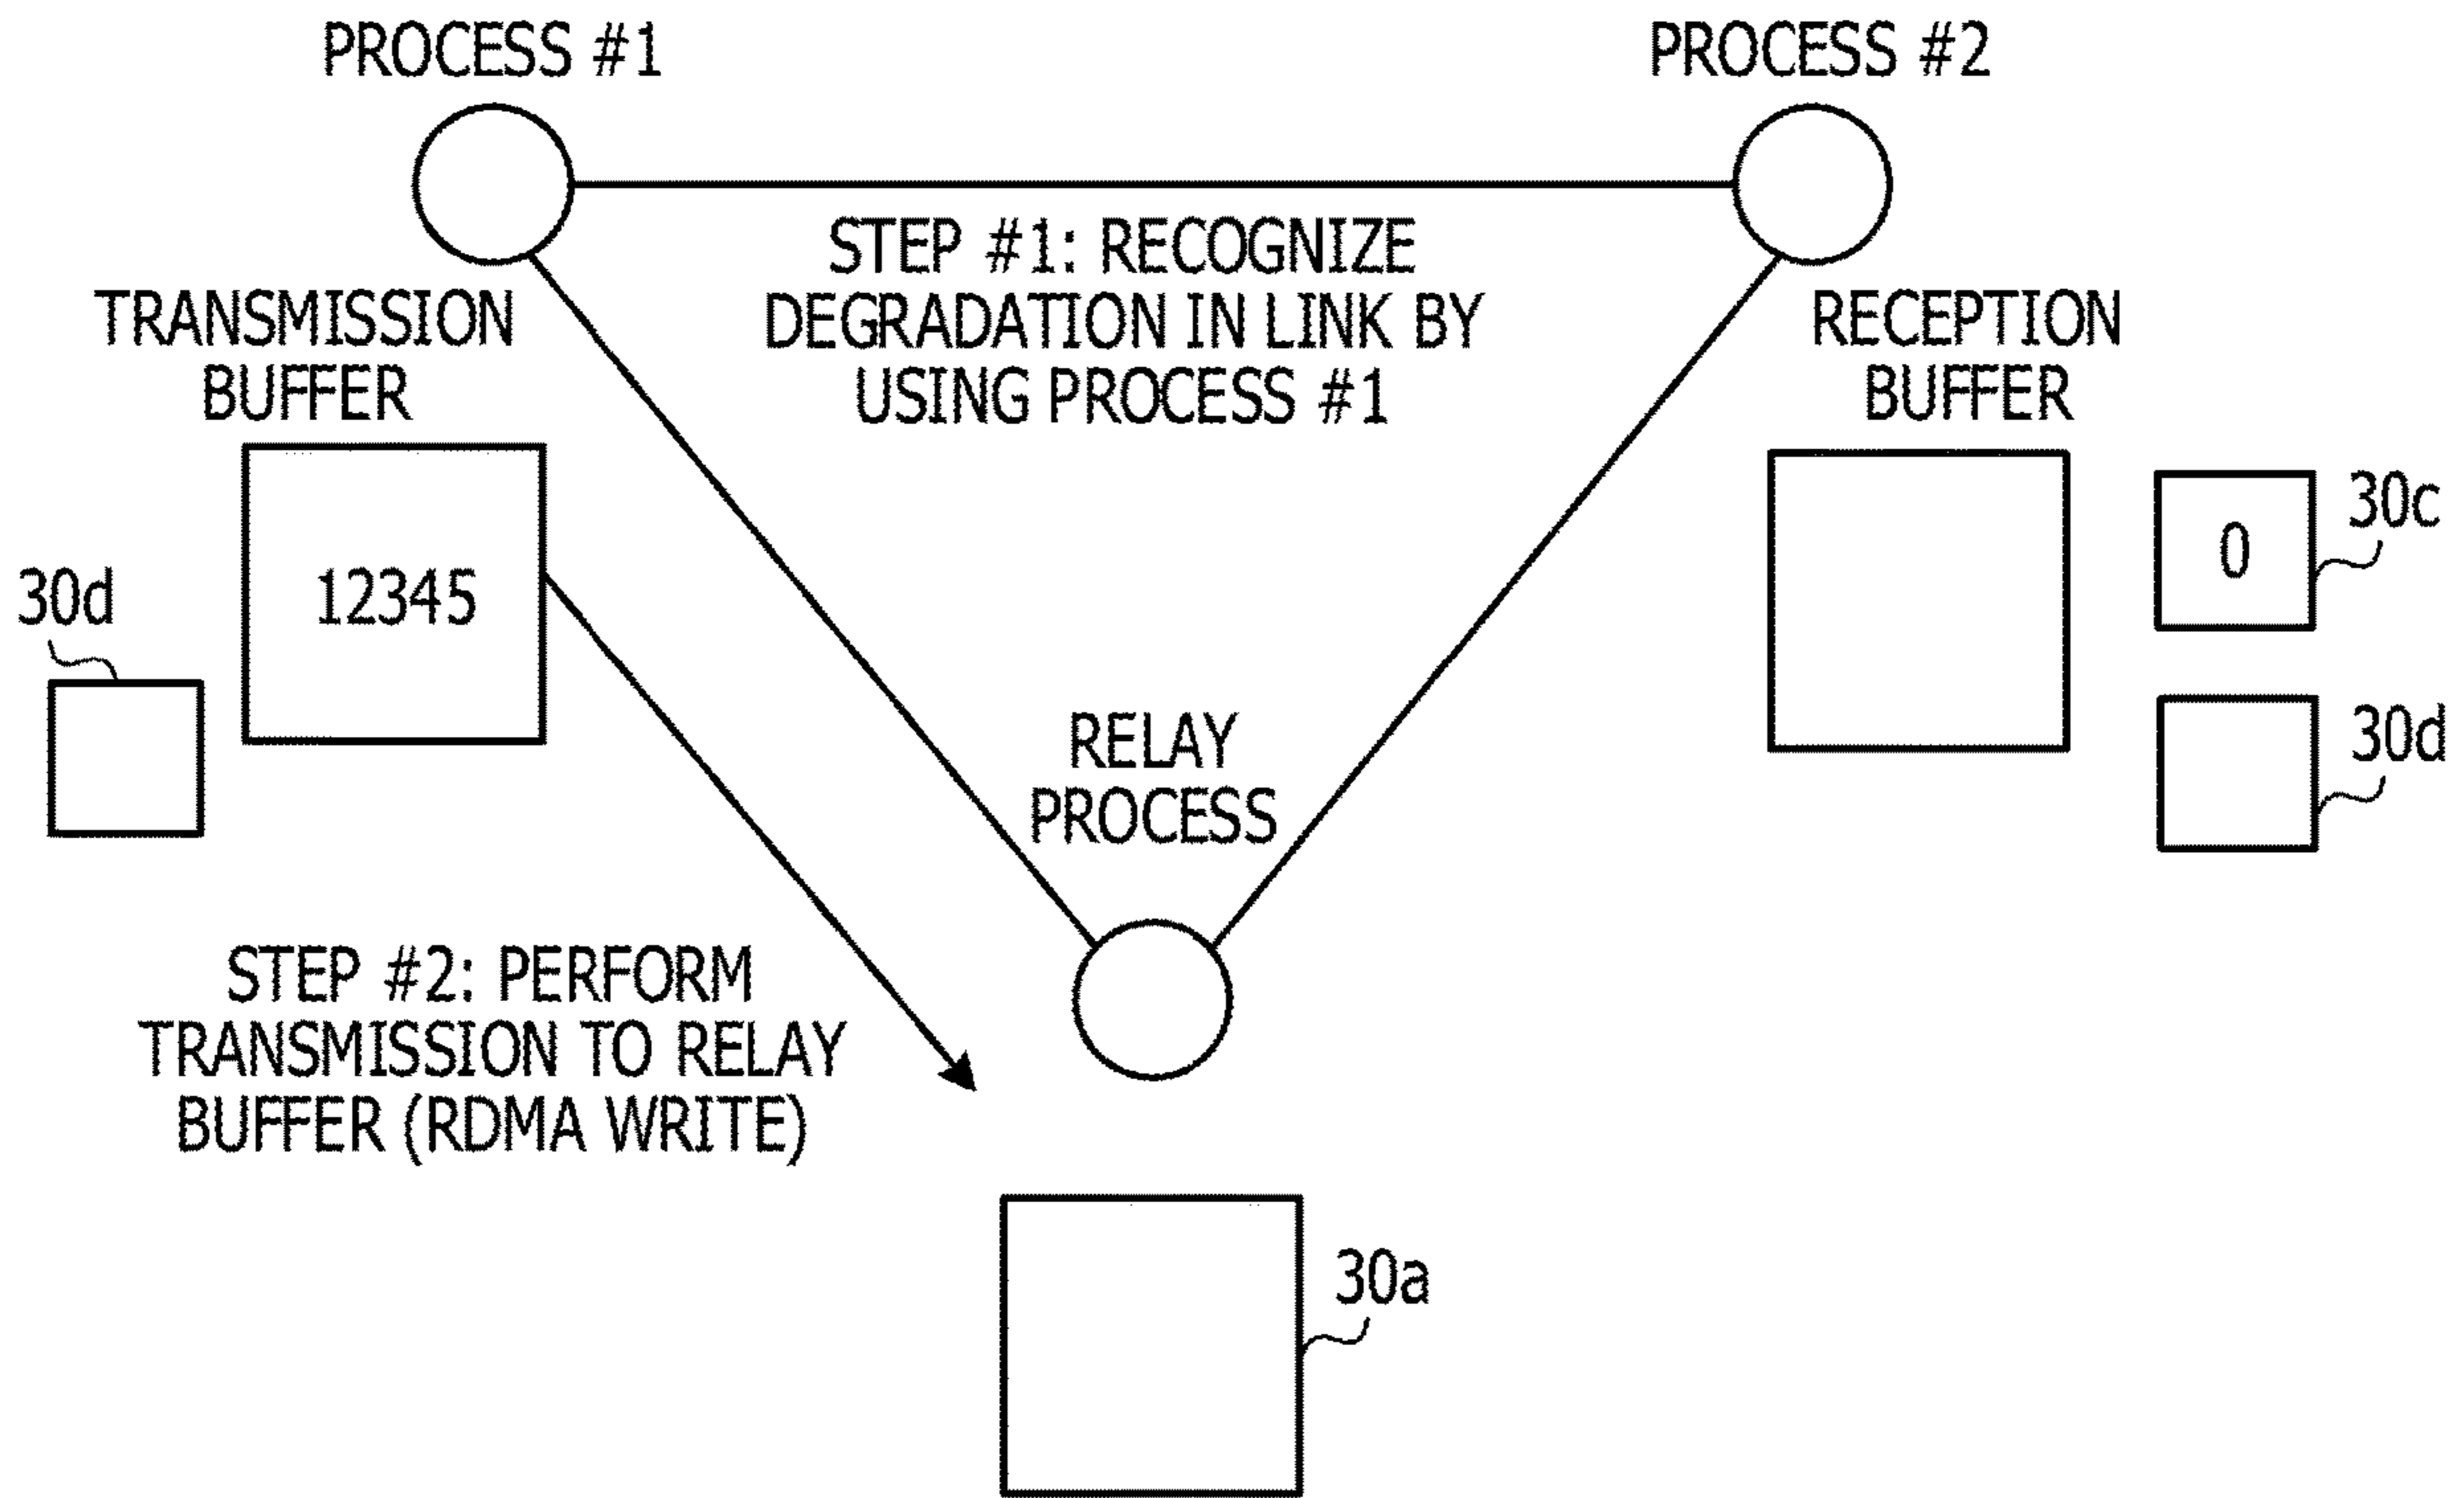 PROCESS #1
PROCESS #2
STEP #1: RECOGNIZE
DEGRADATION IN LINK BY
USING PROCESS #1
TRANSMISSION
BUFFER
RECEPTION
BUFFER
12345
30d
30c
0
30d
RELAY
PROCESS
STEP #2: PERFORM
TRANSMISSION TO RELAY
BUFFER (RDMA WRITE)
30a